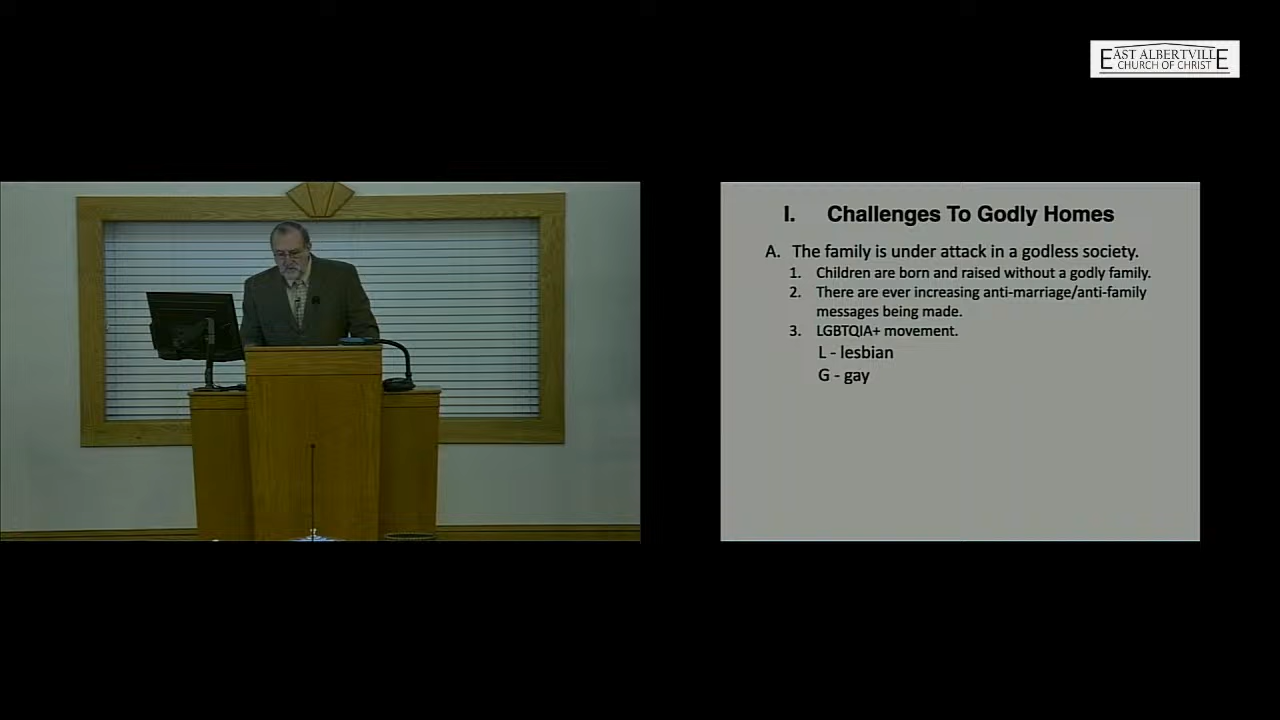 EAST ALBERTVILLE
CHURCH OF CHRIST
I. Challenges To Godly Homes
A. The family is under attack in a godless society.
1. Children are born and raised without a godly family.
2. There are ever increasing anti-marriage/anti-family
messages being made.
3. LGBTQIA+ movement.
L - lesbian
G - gay